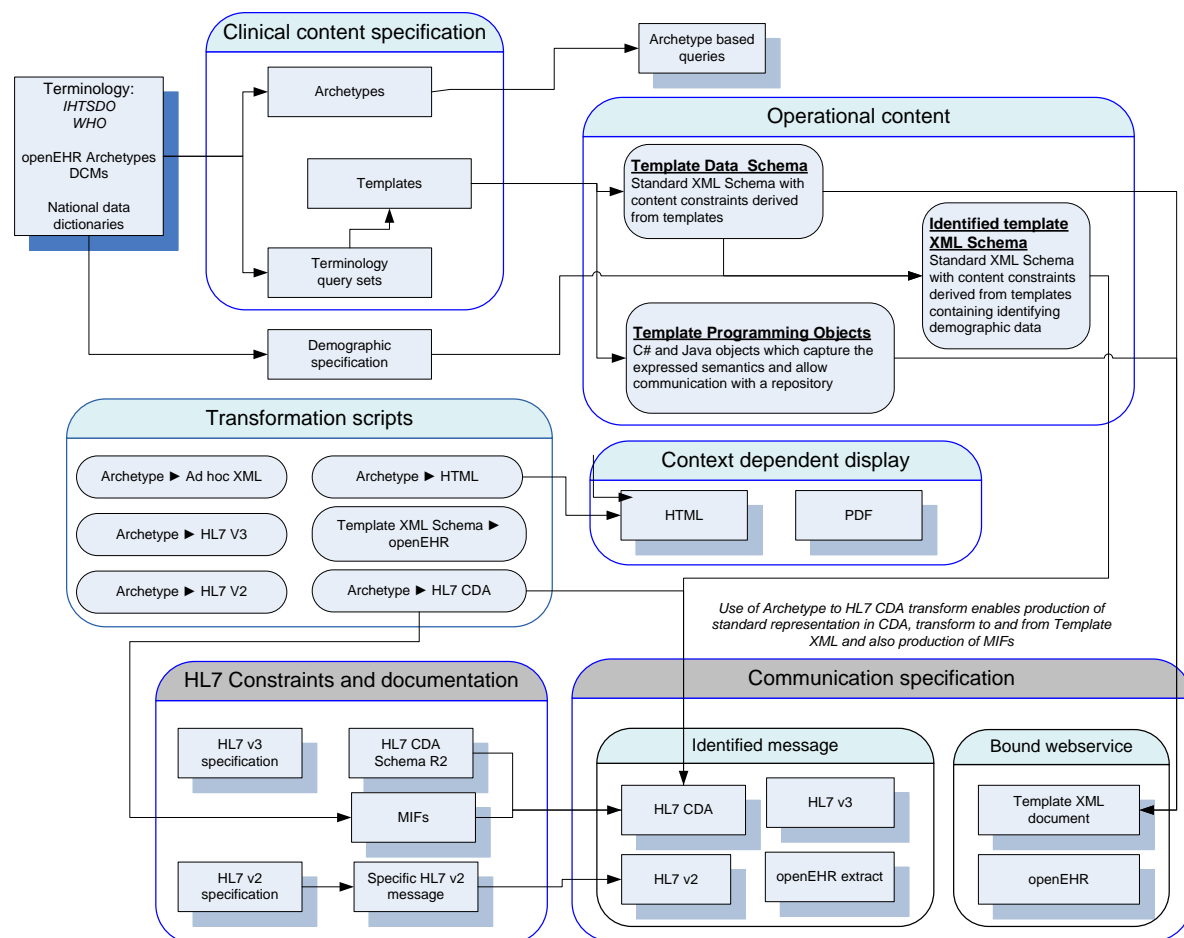 Clinical content specification
Archetype based
queries
Terminology:
IHTSDO
WHO
openEHR Archetypes
DCMs
National data
dictionaries
Archetypes
Templates
Terminology
query sets
Demographic
specification
Operational content
Template Data  Schema
Standard XML Schema with
content constraints derived
from templates
Identified template
XML Schema
Standard XML Schema
with content constraints
derived from templates
containing identifying
demographic data
Template Programming Objects
C# and Java objects which capture the
expressed semantics and allow
communication with a repository
Transformation scripts
Archetype ► Ad hoc XML
Archetype ► HTML
Archetype ► HL7 V3
Template XML Schema ►
openEHR
Archetype ► HL7 V2
Archetype ► HL7 CDA
Context dependent display
HTML
PDF
Use of Archetype to HL7 CDA transform enables production of
standard representation in CDA, transform to and from Template
XML and also production of MIFs
HL7 Constraints and documentation
HL7 v3
specification
HL7 CDA
Schema R2
MIFs
HL7 v2
specification
Specific HL7 v2
message
Communication specification
Identified message
HL7 CDA
HL7 v3
HL7 v2
openEHR extract
Bound webservice
Template XML
document
openEHR